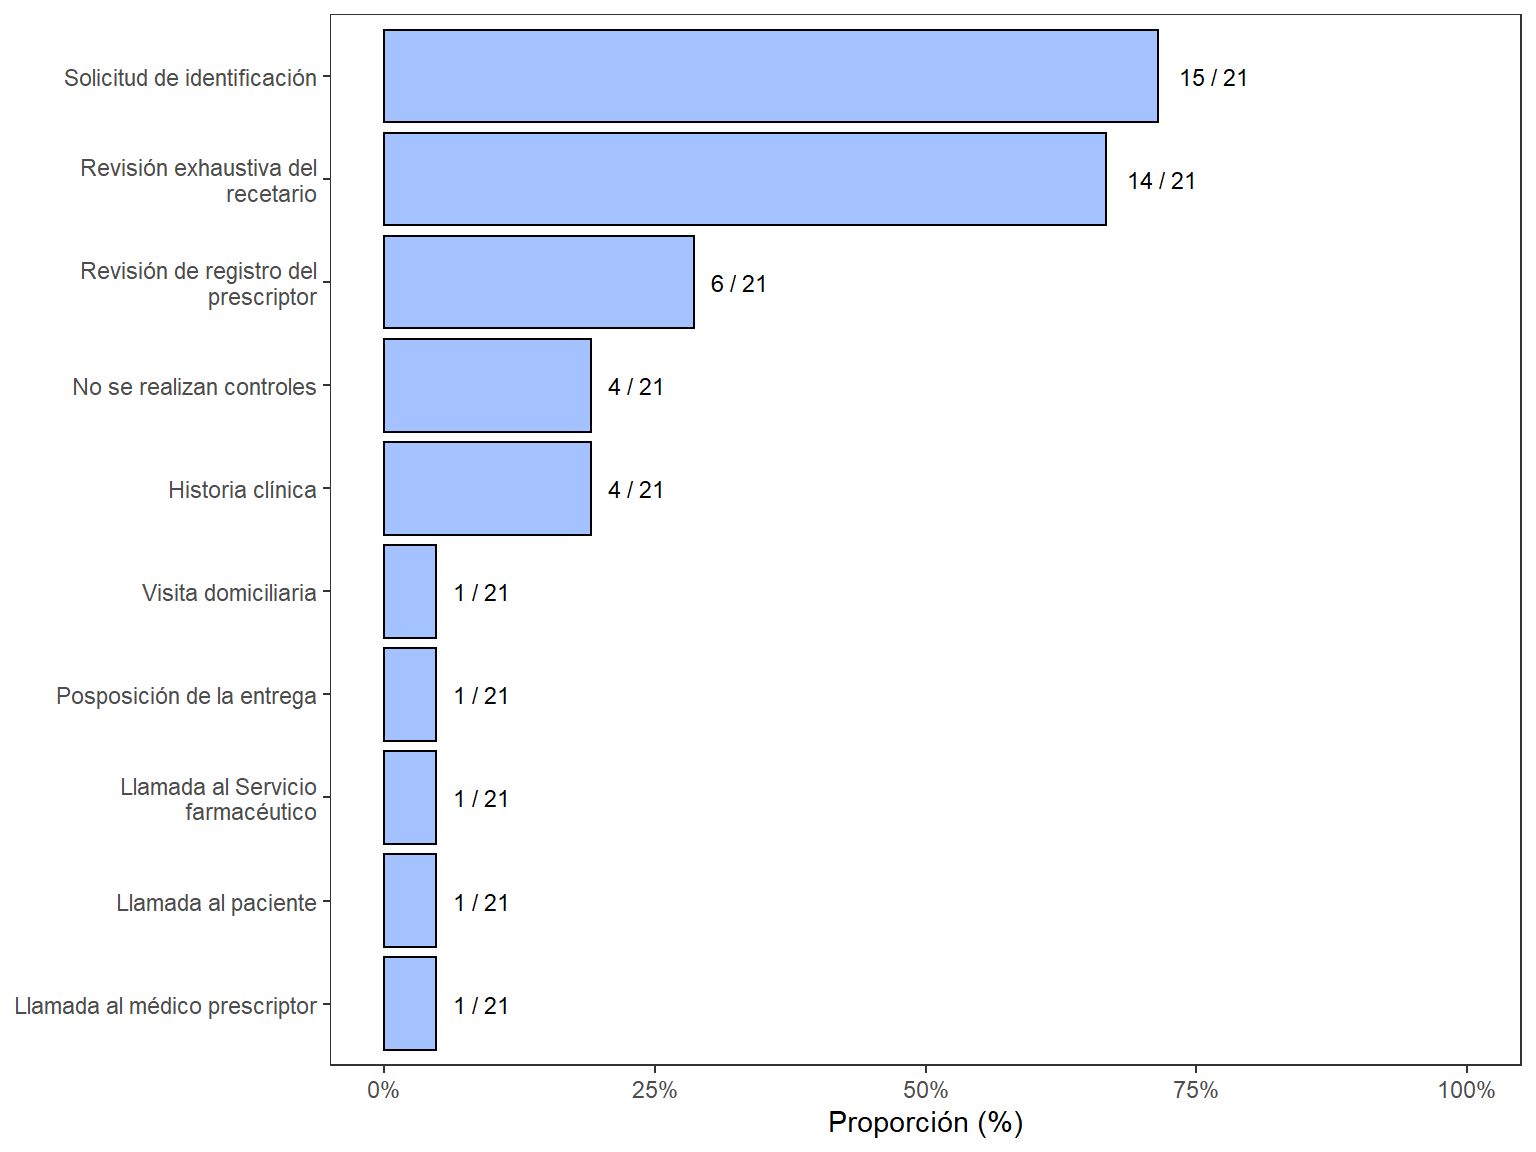 Solicitud de identificación
15 / 21
Revisión exhaustiva del
recetario
14 / 21
Revisión de registro del
prescriptor
6 / 21
No se realizan controles
4 / 21
Historia clínica
4 / 21
Visita domiciliaria
1 / 21
Posposición de la entrega
1 / 21
Llamada al Servicio
farmacéutico
1 / 21
Llamada al paciente
1 / 21
Llamada al médico prescriptor
1 / 21
0% 25% 50% 75% 100%
Proporción (%)